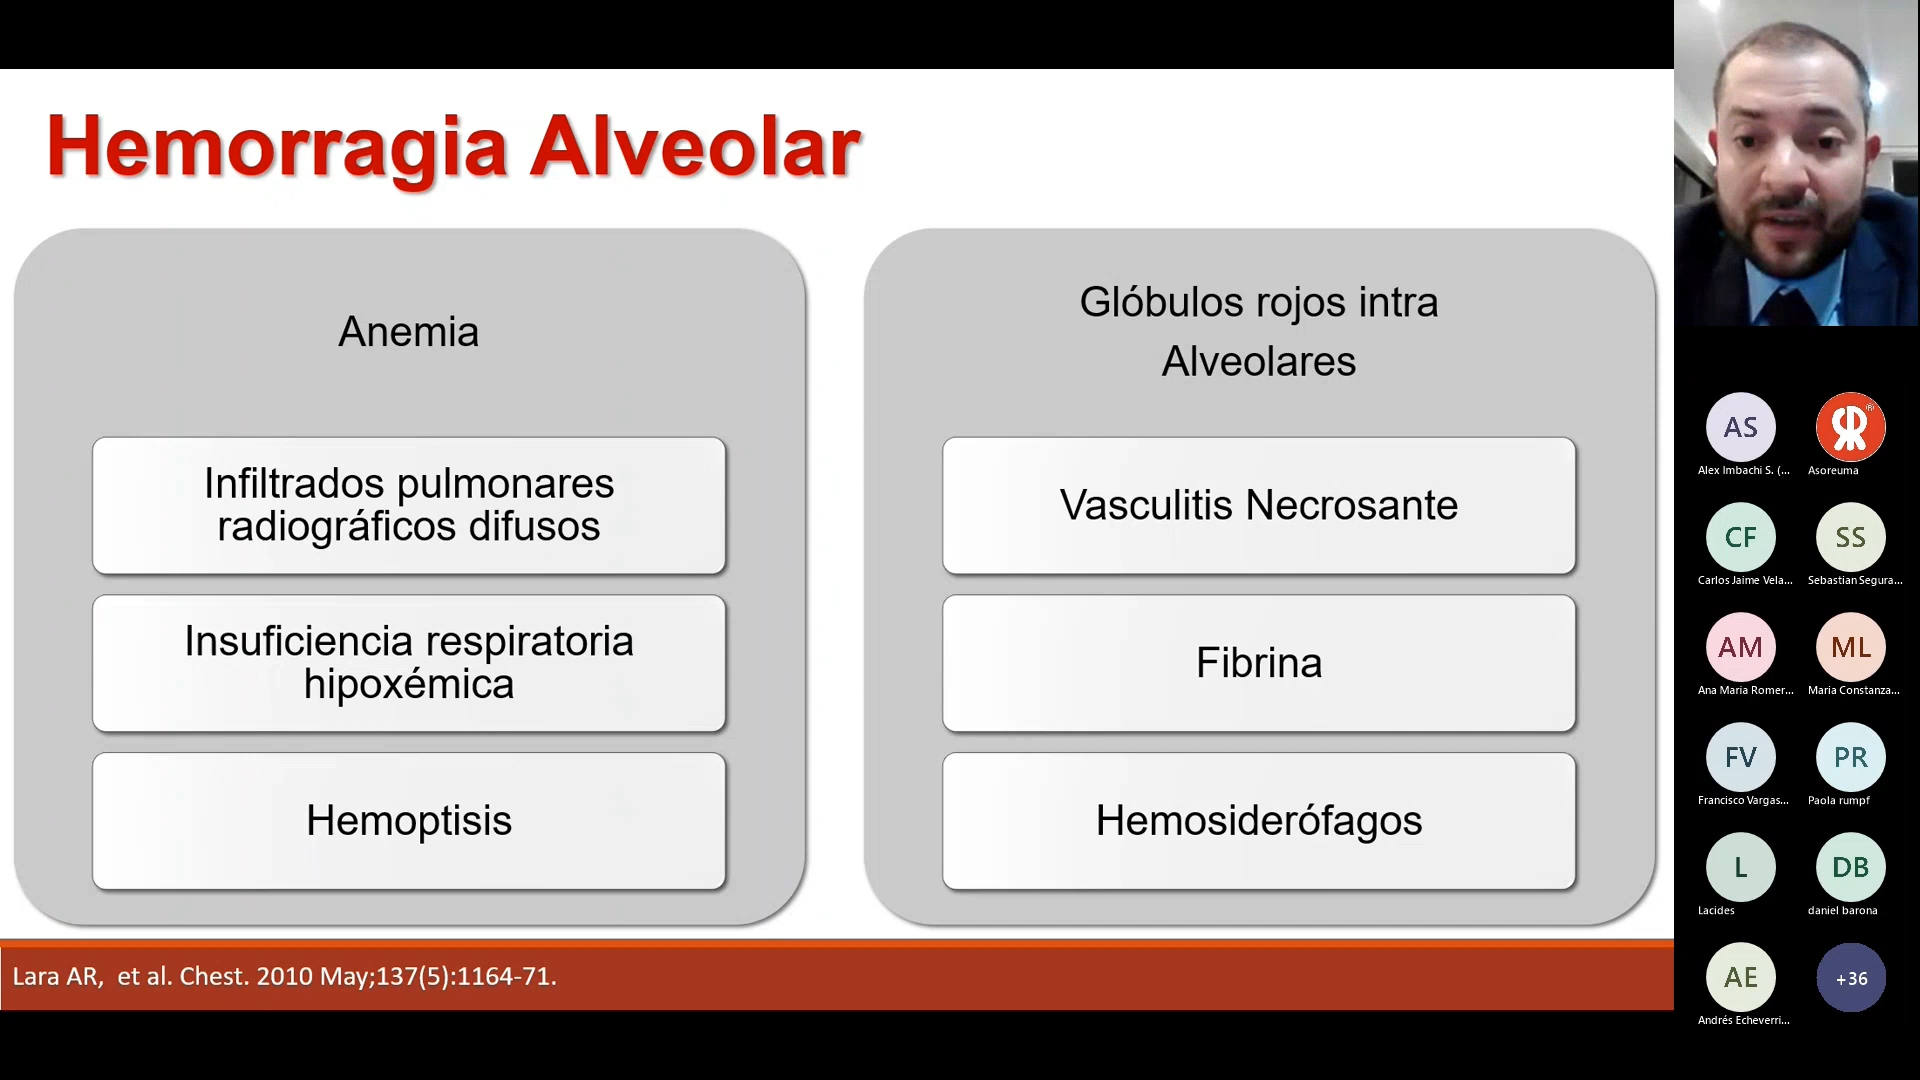 Hemorragia Alveolar
Anemia
Infiltrados pulmonares
radiográficos difusos
Insuficiencia respiratoria
hipoxémica
Hemoptisis
Glóbulos rojos intra
Alveolares
Vasculitis Necrosante
Fibrina
Hemosiderófagos
Lara AR, et al. Chest. 2010 May;137(5):1164-71.
AS
Alex Imbachi S. (...
Asoreuma
CF
Carlos Jaime Vela...
SS
Sebastian Segura...
AM
Ana Maria Romer...
ML
Maria Constanza...
FV
Francisco Vargas...
PR
Paola rumpf
L
Lacides
DB
daniel barona
AE
Andrés Echeverri...
+36